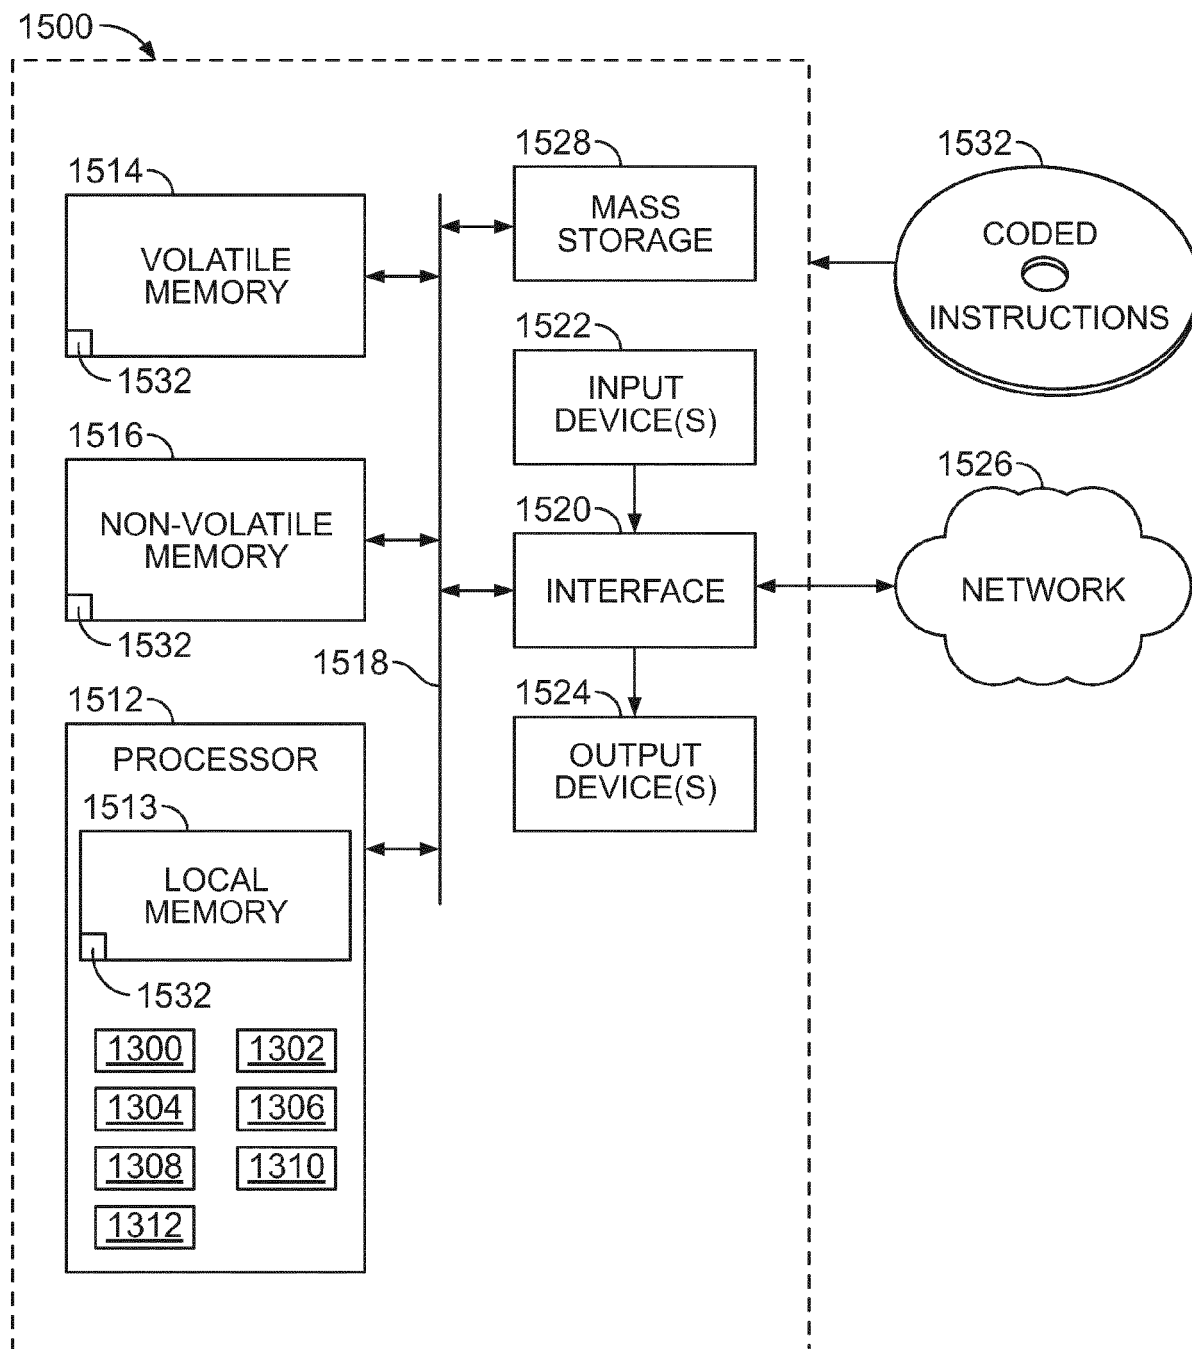 1500
1514
VOLATILE
MEMORY
1532
1516
NON-VOLATILE
MEMORY
1532
1512
PROCESSOR
1513
LOCAL
MEMORY
1532
1300
1302
1304
1306
1308
1310
1312
1518
1528
MASS
STORAGE
1522
INPUT
DEVICE(S)
1520
INTERFACE
1524
OUTPUT
DEVICE(S)
1532
CODED
INSTRUCTIONS
1526
NETWORK